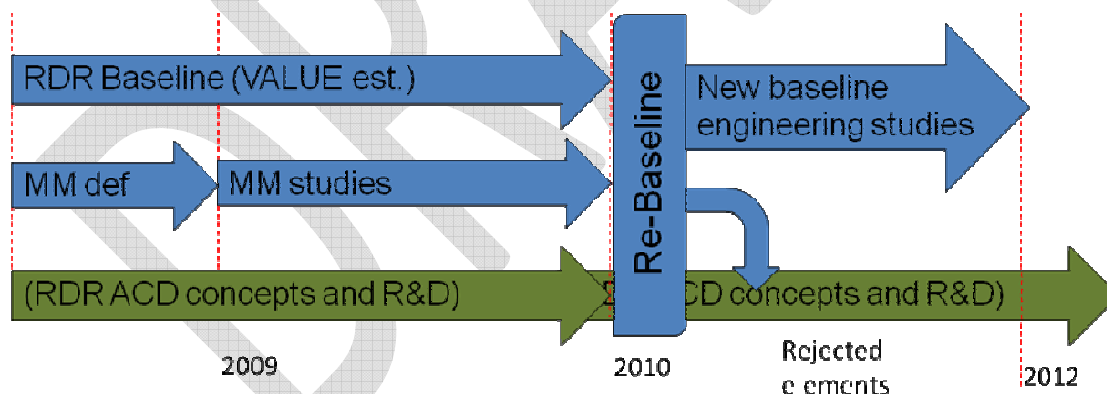 RDR Baseline (VALUE est.)
New baseline
engineering studies
Re-Baseline
MM def
MM studies
(RDR ACD concepts and R&D)
CD concepts and R&D)
2009
2010
Rejected
e ements
2012